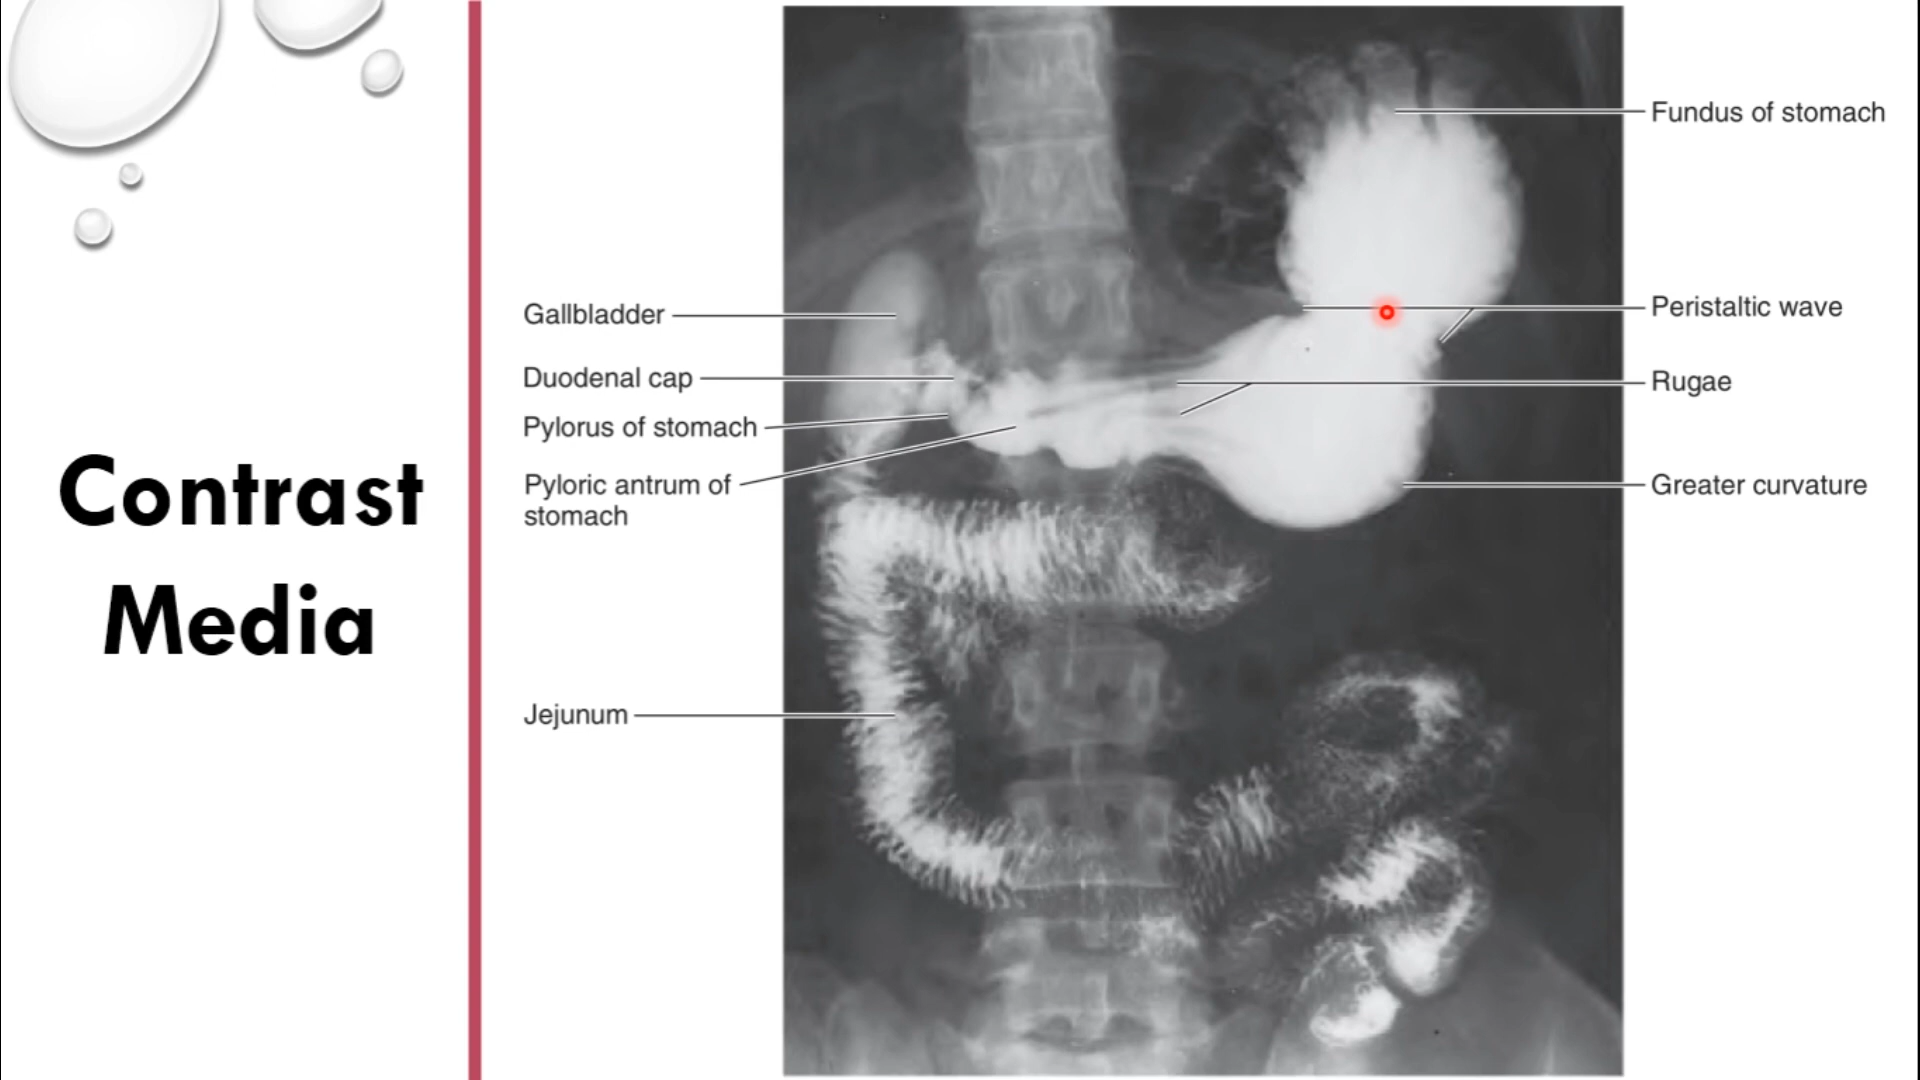 Contrast
Media
Gallbladder
Duodenal cap
Pylorus of stomach
Pyloric antrum of
stomach
Jejunum
Fundus of stomach
Peristaltic wave
Rugae
Greater curvature